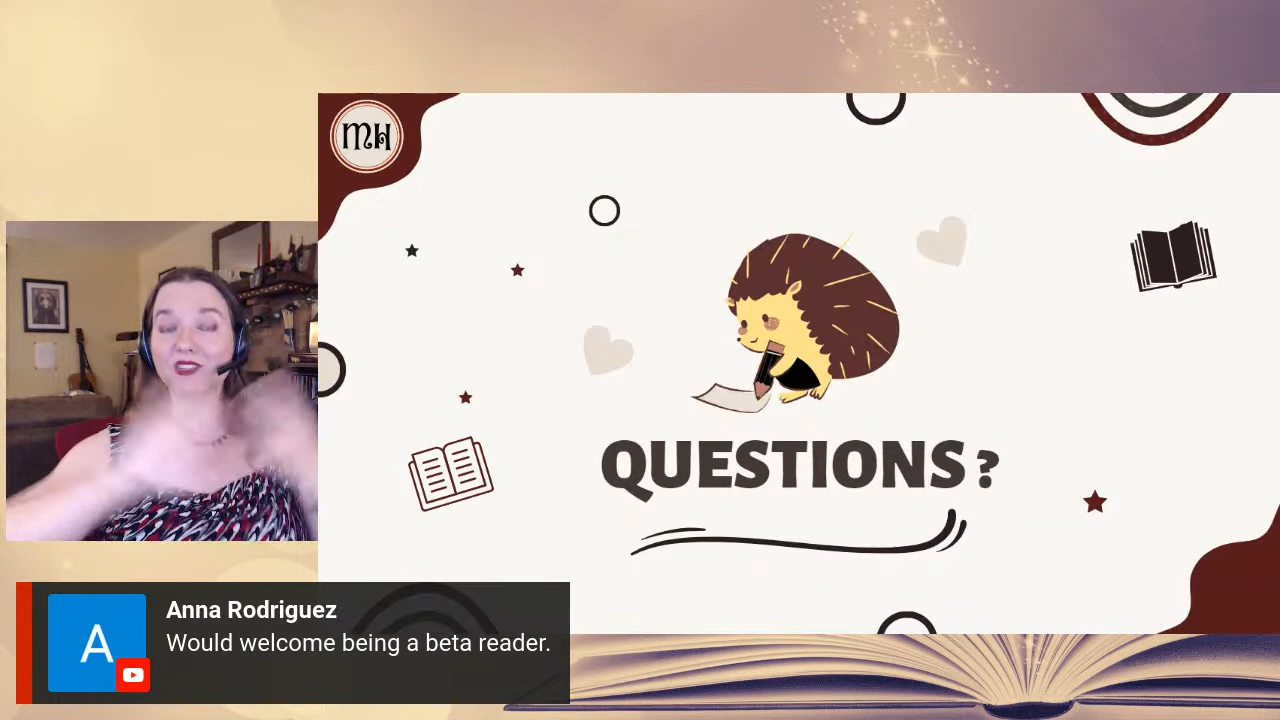 MH
QUESTIONS?
A
Anna Rodriguez
Would welcome being a beta reader.